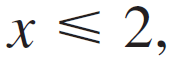 x ⩽ 2,